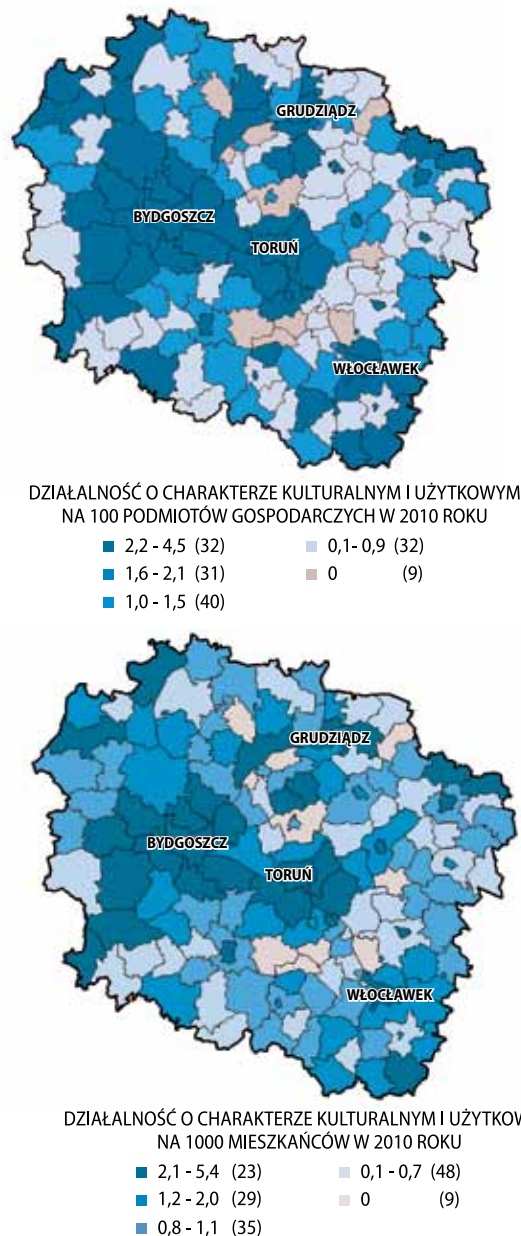 GRUDZIĄDZ
BYDGOSZCZ
TORUŃ
WŁOCŁAWEK
DZIAŁALNOŚĆ O CHARAKTERZE KULTURALNYM I UŻYTKOWYM
NA 100 PODMIOTÓW GOSPODARCZYCH W 2010 ROKU
2,2 - 4,5 (32)
1,6 - 2,1 (31)
1,0 - 1,5 (40)
0,1- 0,9 (32)
0 (9)
GRUDZIĄDZ
BYDGOSZCZ
TORUŃ
WŁOCŁAWEK
DZIAŁALNOŚĆ O CHARAKTERZE KULTURALNYM I UŻYTKOW
NA 1000 MIESZKAŃCÓW W 2010 ROKU
2,1 - 5,4 (23)
1,2 - 2,0 (29)
0,8 - 1,1 (35)
0,1 - 0,7 (48)
0 (9)